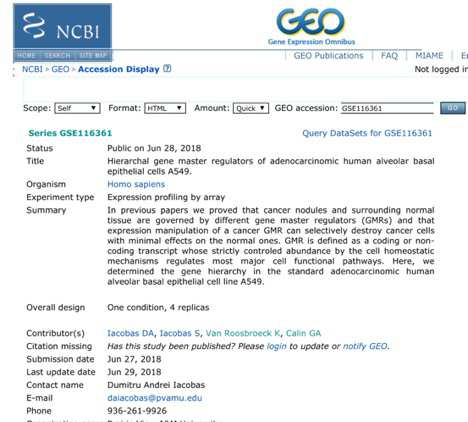 NCBI
GEO
Gene Expression Omnibus
HOME SEARCH SITE MAP
GEO Publications FAQ MIAME
NCBI > GEO > Accession Display
Not logged in
Scope: Self Format: HTML Amount: Quick GEO accession: GSE116361 GO
Series GSE116361 Query DataSets for GSE116361
Status Public on Jun 28, 2018
Title Hierarchal gene master regulators of adenocarcinomic human alveolar basal
epithelial cells A549.
Organism Homo sapiens
Experiment type Expression profiling by array
Summary In previous papers we proved that cancer nodes and surrounding normal
tissue are governed by different gene master regulators (GMRs) and that
expression manipulation of a cancer GMR can selectively destroy cancer cells
with minimal effects on the normal ones. GMR is defined as a coding or non-
coding transcript whose strictly controled abundance by the cell homeostatic
mechanisms regulates most major cell functional pathways. Here, we
determined the gene hierarchy in the standard adenocarcinomic human
alveolar basal epithelial cell line A549.
Overall design One condition, 4 replicas
Contributor(s) Iacobas DA, Iacobas S, Van Roosbroeck K, Calin GA
Citation missing Has this study been published? Please login to update or notify GEO.
Submission date Jun 27, 2018
Last update date Jun 29, 2018
Contact name Dumitru Andrei Iacobas
E-mail daiacobas@pvamu.edu
Phone 936-261-9926